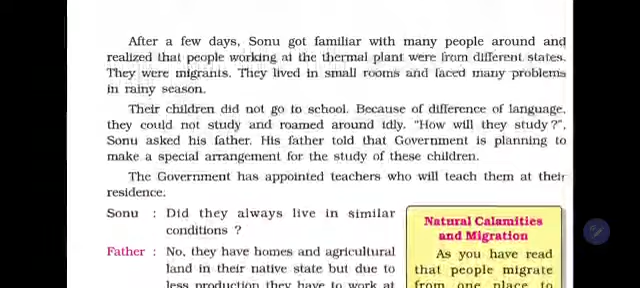 After a few days, Sonu got familiar with many people around and
realized that people working at the thermal plant were from different states.
They were migrants. They lived in small rooms and faced many problems
in rainy season.
Their children did not go to school. Because of difference of language,
they could not study and roamed around idly. "How will they study?",
Sonu asked his father. His father told that Government is planning to
make a special arrangement for the study of these children.
The Government has appointed teachers who will teach them at their
residence.
Sonu : Did they always live in similar
conditions ?
Father : No, they have homes and agricultural
land in their native state but due to
less production they have to work at
Natural Calamities
and Migration
As you have read
that people migrate
from one place to